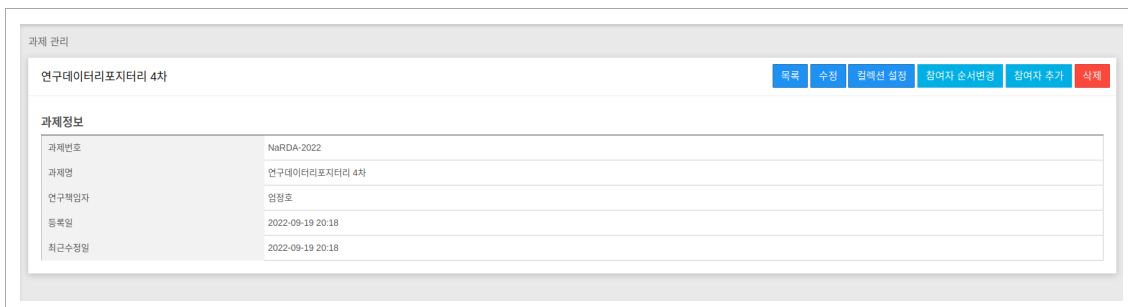 과제 관리
연구데이터리포지터리 4차 목록 수정 컬렉션 설정 참여자 순서변경 참여자 추가 삭제
과제정보
과제번호 NaRDA-2022
과제명 연구데이터리포지터리 4차
연구책임자 엄정호
등록일 2022-09-19 20:18
최근수정일 2022-09-19 20:18